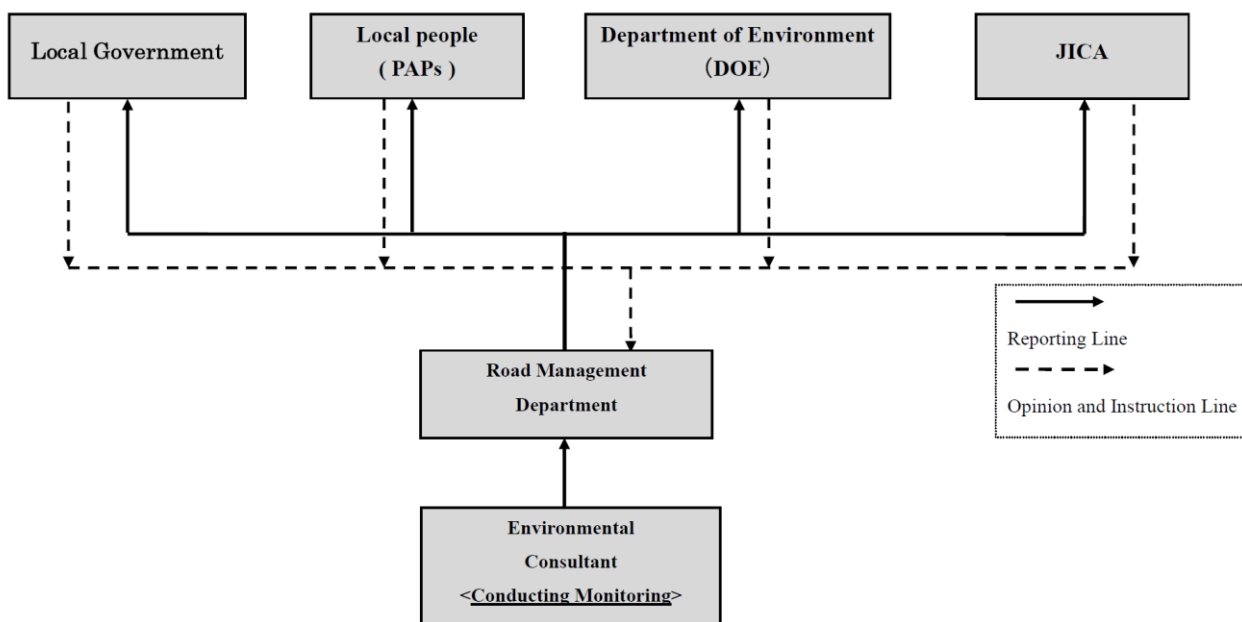 Local Government
Local people
( PAPs )
Department of Environment
（DOE）
JICA
Road Management
Department
Environmental
Consultant
<Conducting Monitoring>
Reporting Line
Opinion and Instruction Line